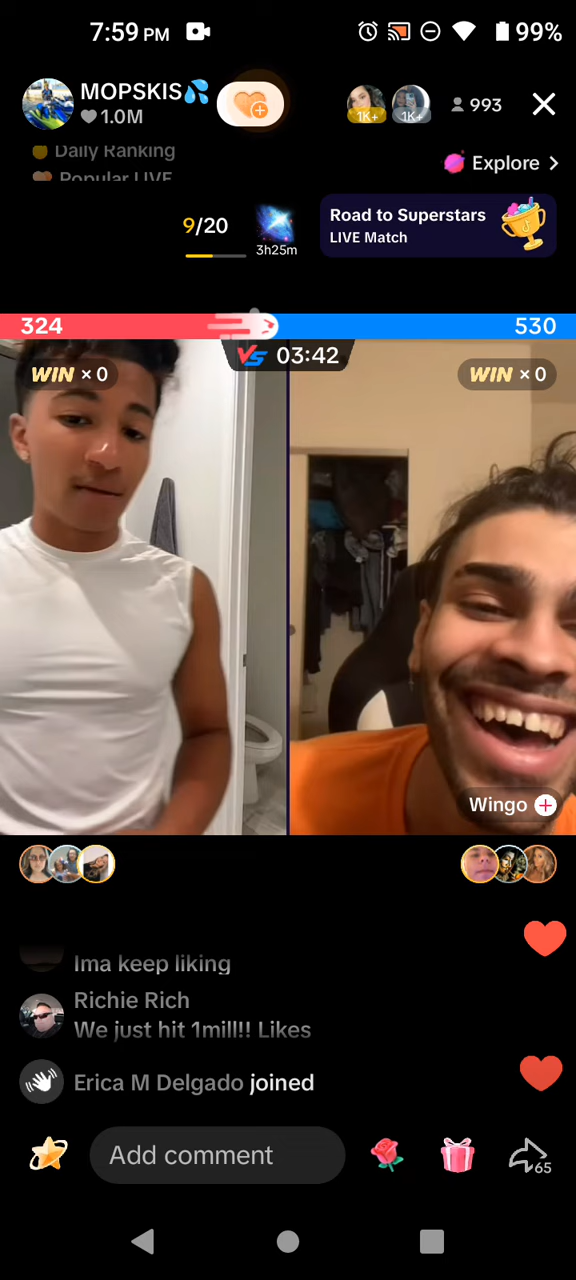 7:59 PM
99%
MOPSKIS💦
1.0M
1K+
1K+
993
Daily Ranking
Popular LIVE
Explore >
9/20
3h25m
Road to Superstars
LIVE Match
324
530
VS 03:42
WIN × 0
WIN × 0
Wingo
Ima keep liking
Richie Rich
We just hit 1mill!! Likes
Erica M Delgado joined
Add comment
65